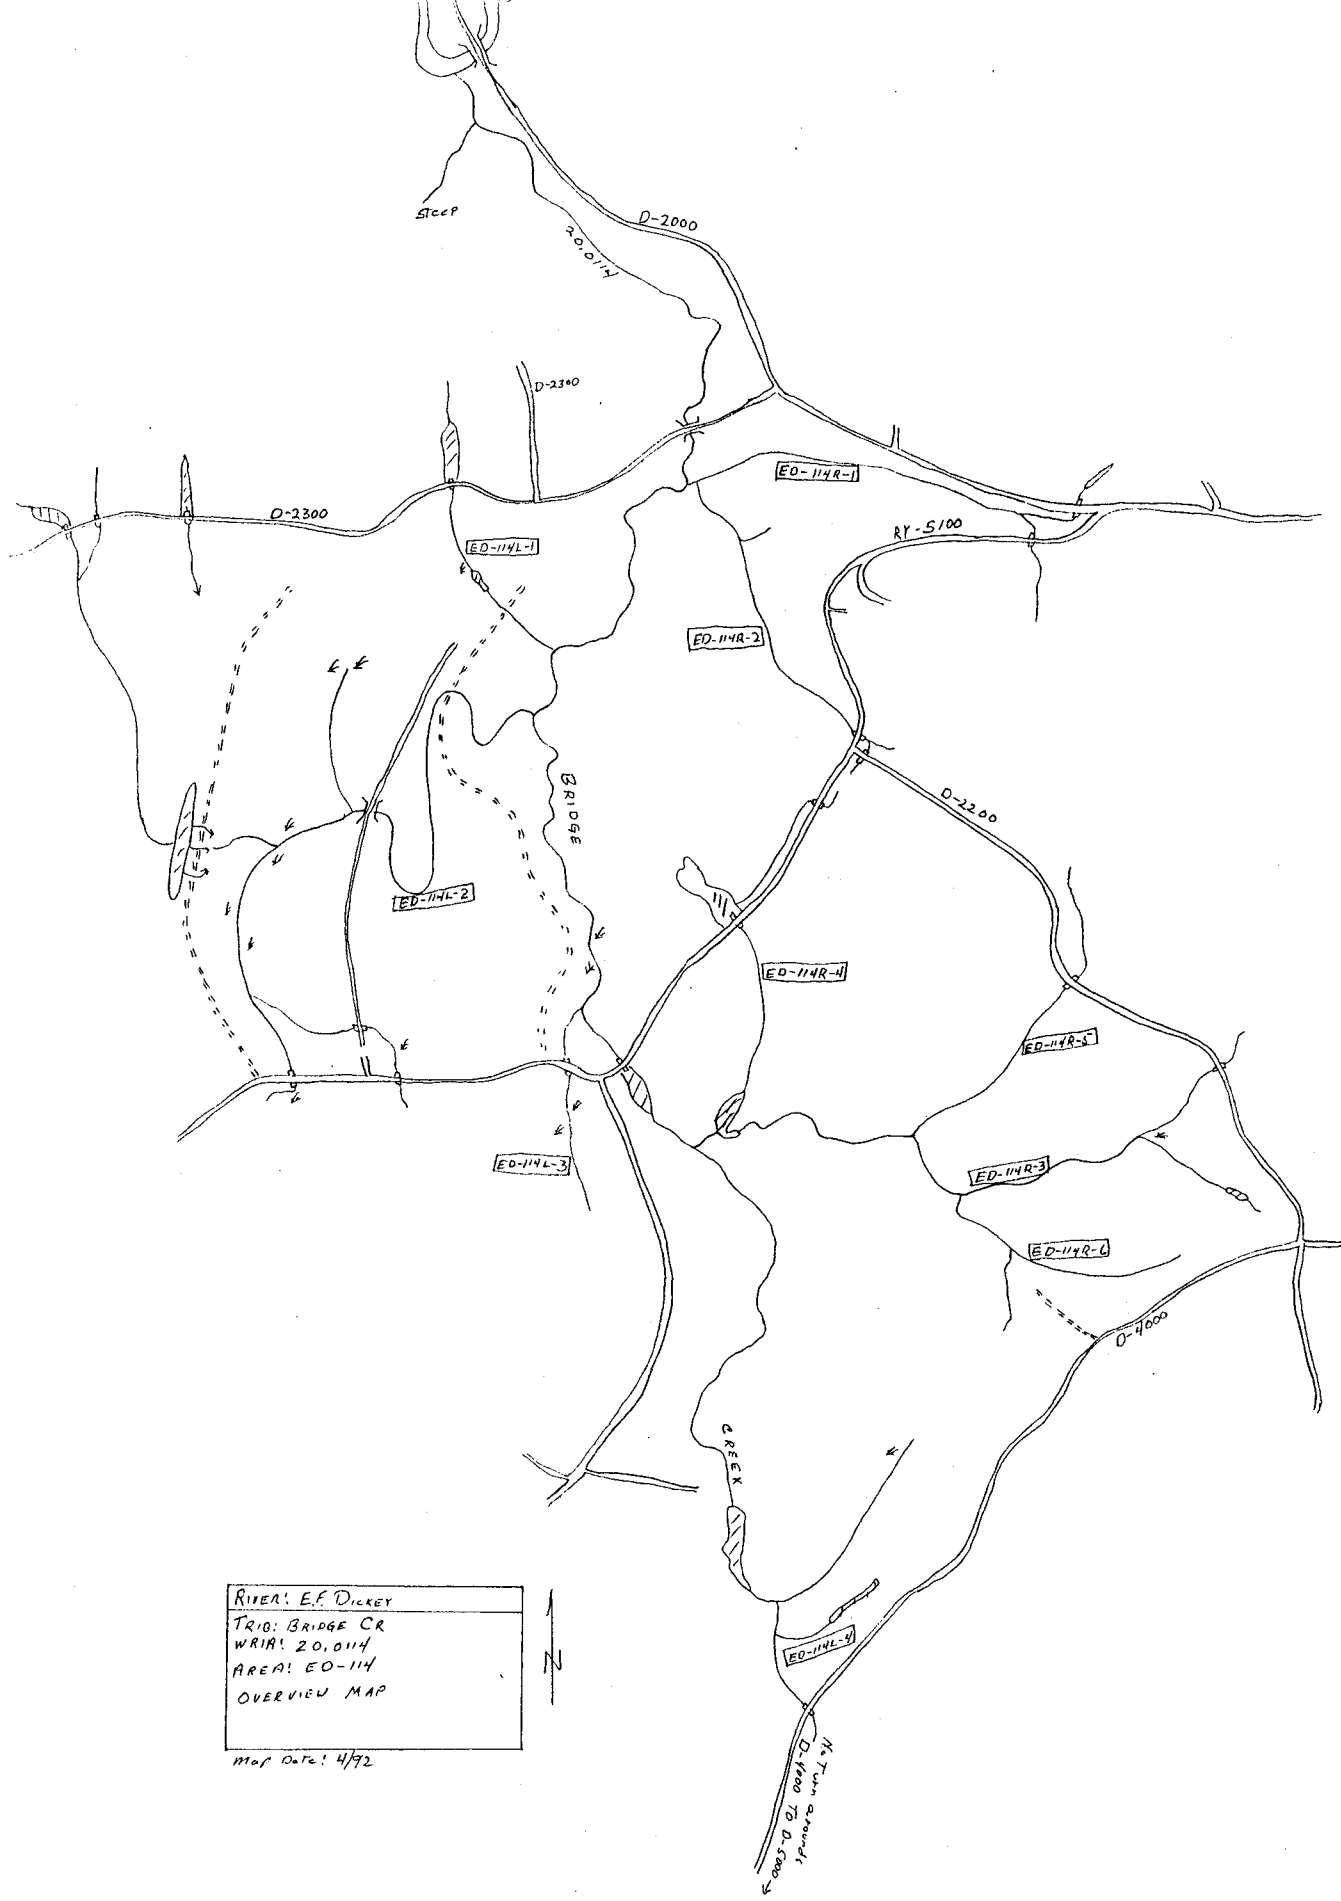 Steep
D-2000
20.0114
D-2300
ED-114R-1
D-2300
RY-5100
ED-114L-1
ED-114R-2
BRIDGE
D-2200
ED-114L-2
ED-114R-4
ED-114R-5
ED-114L-3
ED-114R-3
ED-114R-6
D-4000
CREEK
RIVER: E.F. DICKEY
TRIB: BRIDGE CR
WRIA: 20.0114
AREA: ED-114
OVERVIEW MAP
N
ED-114L-4
Map Date: 4/92
No Turn arounds
D-4000 TO D-5000